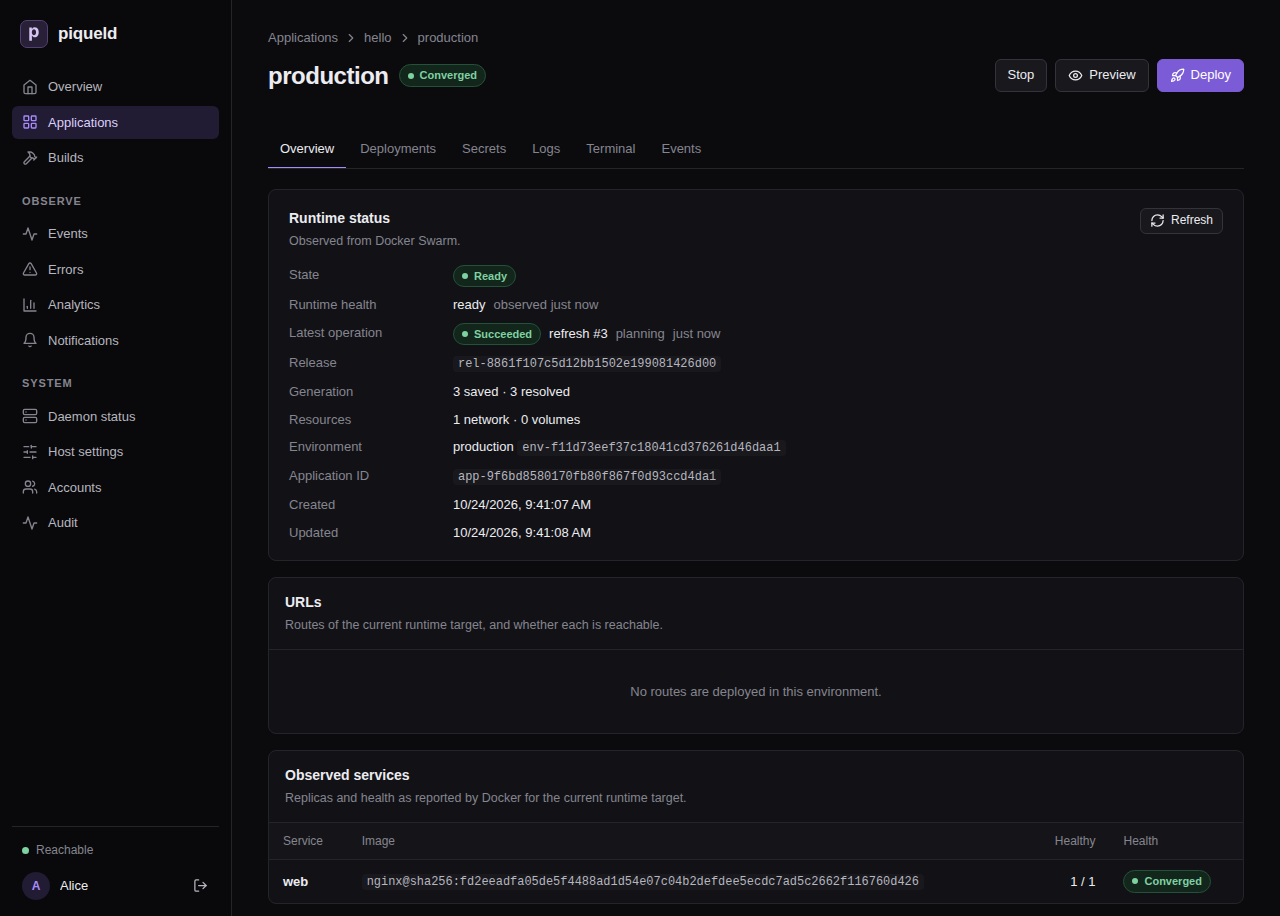 p piqueld
Overview
Applications
Builds
OBSERVE
Events
Errors
Analytics
Notifications
SYSTEM
Daemon status
Host settings
Accounts
Audit
Reachable
A Alice
Applications hello production
production Converged Stop Preview Deploy
Overview Deployments Secrets Logs Terminal Events
Runtime status Refresh
Observed from Docker Swarm.
State Ready
Runtime health ready observed just now
Latest operation Succeeded refresh #3 planning just now
Release rel-8861f107c5d12bb1502e199081426d00
Generation 3 saved · 3 resolved
Resources 1 network · 0 volumes
Environment production env-f11d73eef37c18041cd376261d46daa1
Application ID app-9f6bd8580170fb80f867f0d93ccd4da1
Created 10/24/2026, 9:41:07 AM
Updated 10/24/2026, 9:41:08 AM
URLs
Routes of the current runtime target, and whether each is reachable.
No routes are deployed in this environment.
Observed services
Replicas and health as reported by Docker for the current runtime target.
Service Image Healthy Health
web nginx@sha256:fd2eeadfa05de5f4488ad1d54e07c04b2defdee5ecdc7ad5c2662f116760d426 1 / 1 Converged